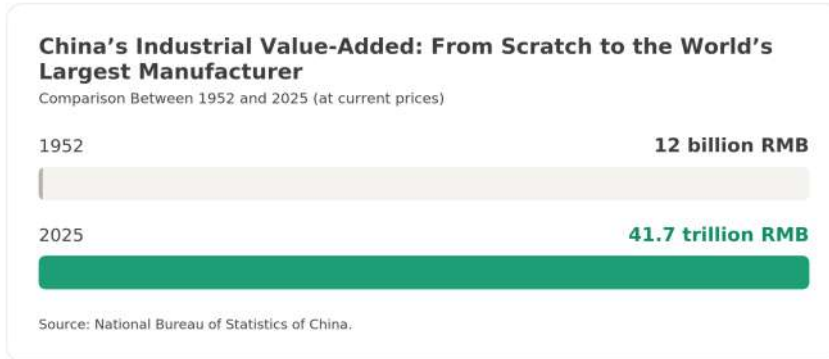 China’s Industrial Value-Added: From Scratch to the World’s
Largest Manufacturer
Comparison Between 1952 and 2025 (at current prices)
1952
12 billion RMB
2025
41.7 trillion RMB
Source: National Bureau of Statistics of China.